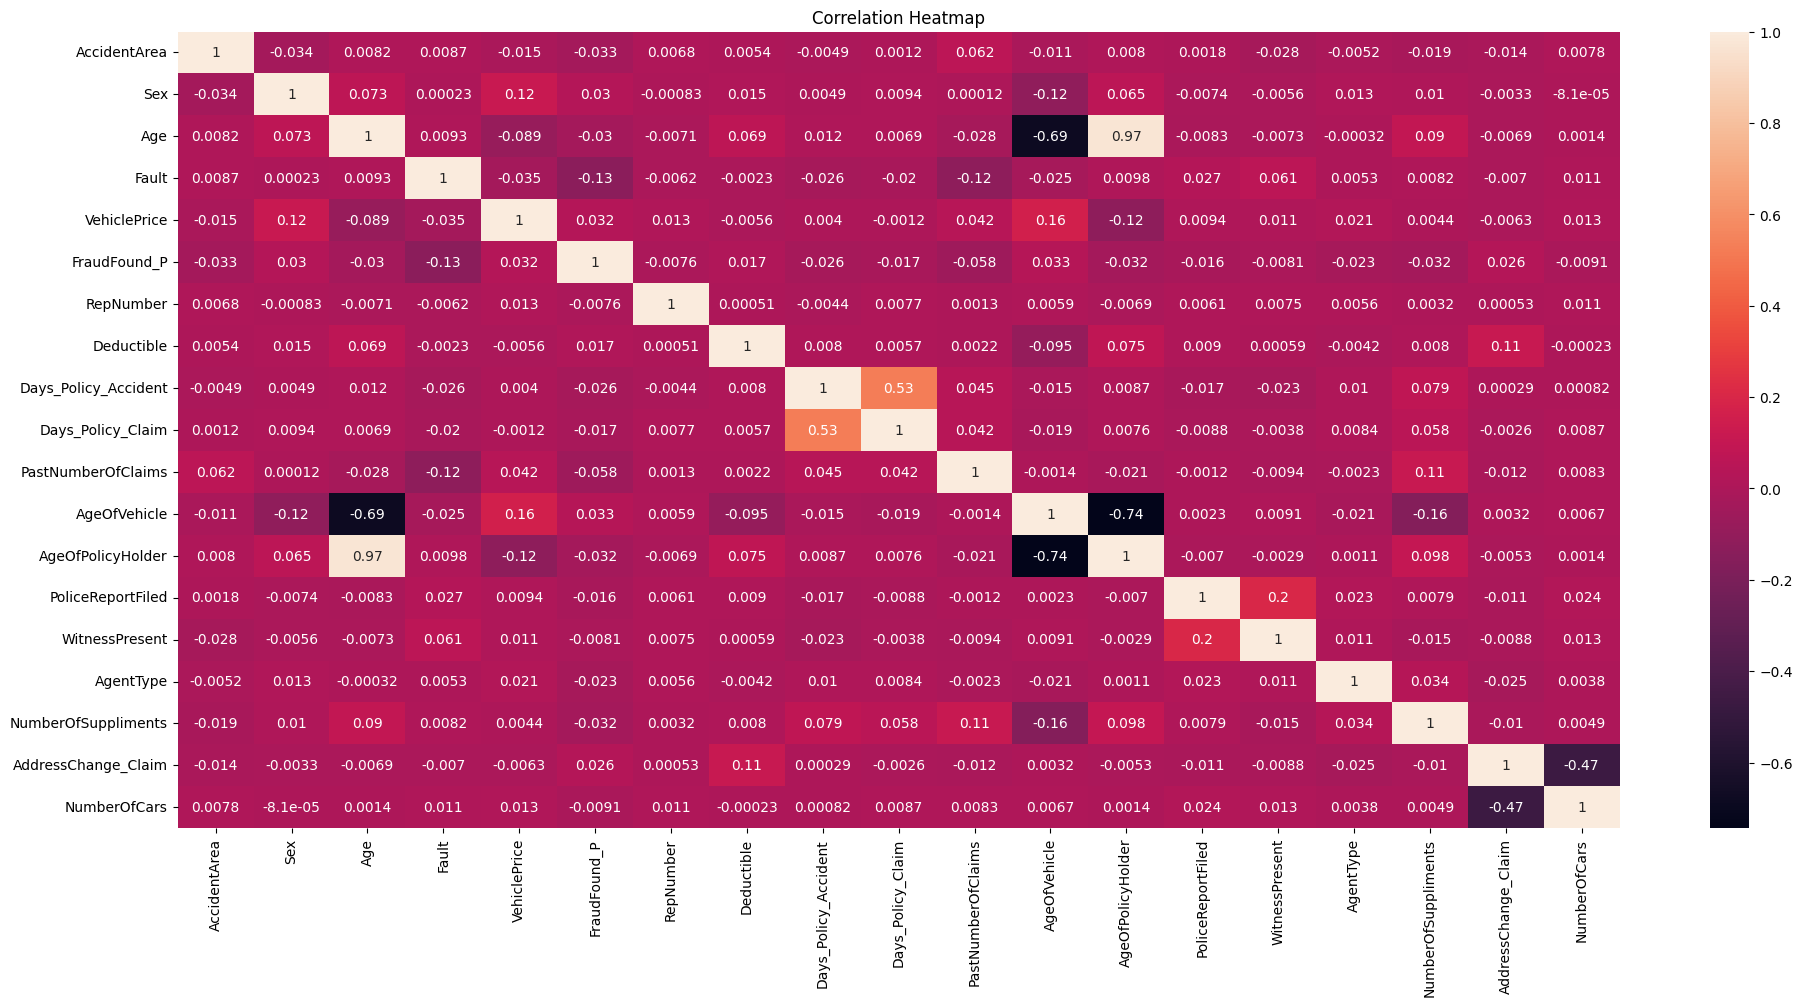 Correlation Heatmap
AccidentArea 1 -0.034 0.0082 0.0087 -0.015 -0.033 0.0068 0.0054 -0.0049 0.0012 0.062 -0.011 0.008 0.0018 -0.028 -0.0052 -0.019 -0.014 0.0078
Sex -0.034 1 0.073 0.00023 0.12 0.03 -0.00083 0.015 0.0049 0.0094 0.00012 -0.12 0.065 -0.0074 -0.0056 0.013 0.01 -0.0033 -8.1e-05
Age 0.0082 0.073 1 0.0093 -0.089 -0.03 -0.0071 0.069 0.012 0.0069 -0.028 -0.69 0.97 -0.0083 -0.0073 -0.00032 0.09 -0.0069 0.0014
Fault 0.0087 0.00023 0.0093 1 -0.035 -0.13 -0.0062 -0.0023 -0.026 -0.02 -0.12 -0.025 0.0098 0.027 0.061 0.0053 0.0082 -0.007 0.011
VehiclePrice -0.015 0.12 -0.089 -0.035 1 0.032 0.013 -0.0056 0.004 -0.0012 0.042 0.16 -0.12 0.0094 0.011 0.021 0.0044 -0.0063 0.013
FraudFound_P -0.033 0.03 -0.03 -0.13 0.032 1 -0.0076 0.017 -0.026 -0.017 -0.058 0.033 -0.032 -0.016 -0.0081 -0.023 -0.032 0.026 -0.0091
RepNumber 0.0068 -0.00083 -0.0071 -0.0062 0.013 -0.0076 1 0.00051 -0.0044 0.0077 0.0013 0.0059 -0.0069 0.0061 0.0075 0.0056 0.0032 0.00053 0.011
Deductible 0.0054 0.015 0.069 -0.0023 -0.0056 0.017 0.00051 1 0.008 0.0057 0.0022 -0.095 0.075 0.009 0.00059 -0.0042 0.008 0.11 -0.00023
Days_Policy_Accident -0.0049 0.0049 0.012 -0.026 0.004 -0.026 -0.0044 0.008 1 0.53 0.045 -0.015 0.0087 -0.017 -0.023 0.01 0.079 0.00029 0.00082
Days_Policy_Claim 0.0012 0.0094 0.0069 -0.02 -0.0012 -0.017 0.0077 0.0057 0.53 1 0.042 -0.019 0.0076 -0.0088 -0.0038 0.0084 0.058 -0.0026 0.0087
PastNumberOfClaims 0.062 0.00012 -0.028 -0.12 0.042 -0.058 0.0013 0.0022 0.045 0.042 1 -0.0014 -0.021 -0.0012 -0.0094 -0.0023 0.11 -0.012 0.0083
AgeOfVehicle -0.011 -0.12 -0.69 -0.025 0.16 0.033 0.0059 -0.095 -0.015 -0.019 -0.0014 1 -0.74 0.0023 0.0091 -0.021 -0.16 0.0032 0.0067
AgeOfPolicyHolder 0.008 0.065 0.97 0.0098 -0.12 -0.032 -0.0069 0.075 0.0087 0.0076 -0.021 -0.74 1 -0.007 -0.0029 0.0011 0.098 -0.0053 0.0014
PoliceReportFiled 0.0018 -0.0074 -0.0083 0.027 0.0094 -0.016 0.0061 0.009 -0.017 -0.0088 -0.0012 0.0023 -0.007 1 0.2 0.023 0.0079 -0.011 0.024
WitnessPresent -0.028 -0.0056 -0.0073 0.061 0.011 -0.0081 0.0075 0.00059 -0.023 -0.0038 -0.0094 0.0091 -0.0029 0.2 1 0.011 -0.015 -0.0088 0.013
AgentType -0.0052 0.013 -0.00032 0.0053 0.021 -0.023 0.0056 -0.0042 0.01 0.0084 -0.0023 -0.021 0.0011 0.023 0.011 1 0.034 -0.025 0.0038
NumberOfSuppliments -0.019 0.01 0.09 0.0082 0.0044 -0.032 0.0032 0.008 0.079 0.058 0.11 -0.16 0.098 0.0079 -0.015 0.034 1 -0.01 0.0049
AddressChange_Claim -0.014 -0.0033 -0.0069 -0.007 -0.0063 0.026 0.00053 0.11 0.00029 -0.0026 -0.012 0.0032 -0.0053 -0.011 -0.0088 -0.025 -0.01 1 -0.47
NumberOfCars 0.0078 -8.1e-05 0.0014 0.011 0.013 -0.0091 0.011 -0.00023 0.00082 0.0087 0.0083 0.0067 0.0014 0.024 0.013 0.0038 0.0049 -0.47 1
AccidentArea
Sex
Age
Fault
VehiclePrice
FraudFound_P
RepNumber
Deductible
Days_Policy_Accident
Days_Policy_Claim
PastNumberOfClaims
AgeOfVehicle
AgeOfPolicyHolder
PoliceReportFiled
WitnessPresent
AgentType
NumberOfSuppliments
AddressChange_Claim
NumberOfCars
1.0
0.8
0.6
0.4
0.2
0.0
−0.2
−0.4
−0.6